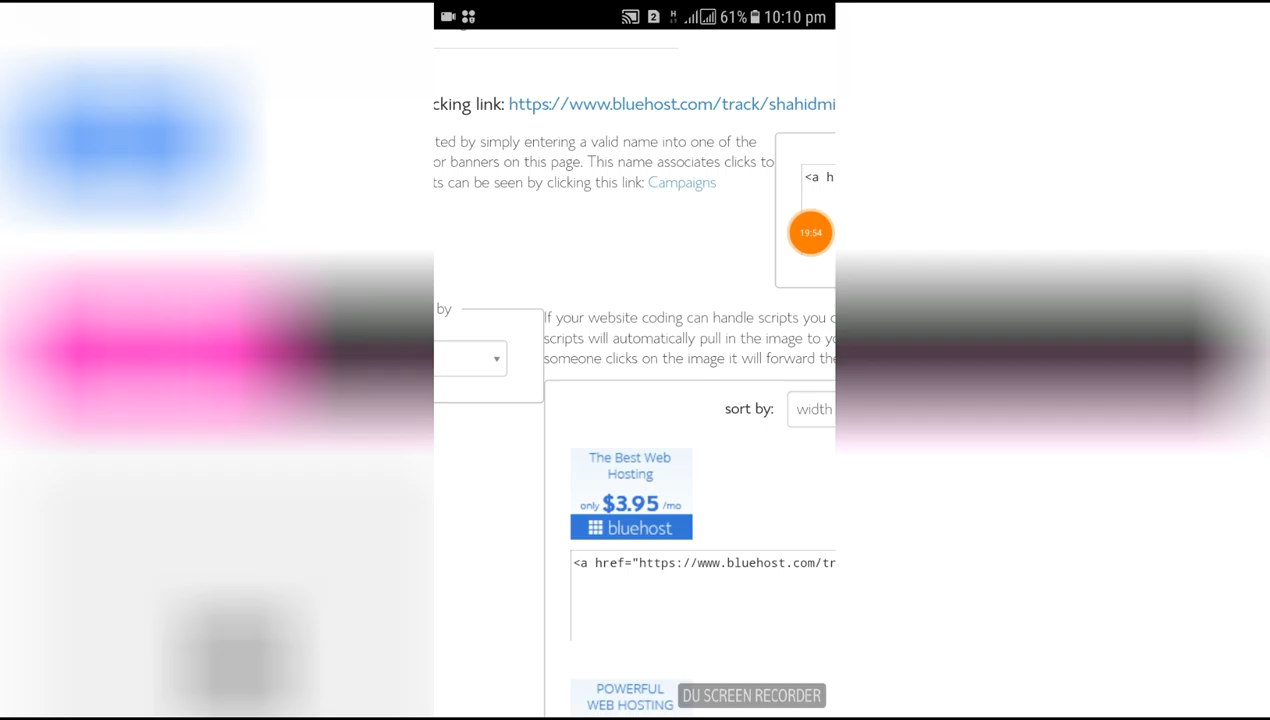 2 61% 10:10 pm
cking link: https://www.bluehost.com/track/shahidmi
ted by simply entering a valid name into one of the
or banners on this page. This name associates clicks to
ts can be seen by clicking this link: Campaigns
<a h
19:54
by
If your website coding can handle scripts you c
scripts will automatically pull in the image to yo
someone clicks on the image it will forward the
sort by: width
The Best Web
Hosting
only $3.95 /mo
bluehost
<a href="https://www.bluehost.com/tr
POWERFUL
WEB HOSTING
DU SCREEN RECORDER